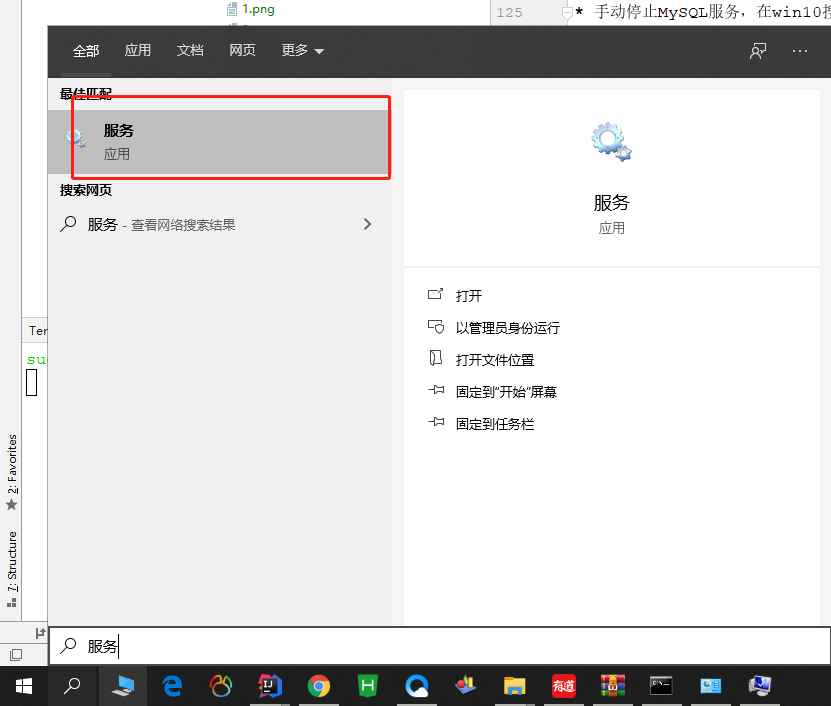 1.png
125
* 手动停止MySQL服务，在win10搜
全部 应用 文档 网页 更多
最佳匹配
服务
应用
搜索网页
服务 - 查看网络搜索结果
服务
应用
打开
以管理员身份运行
打开文件位置
固定到"开始"屏幕
固定到任务栏
Ter
su
2: Favorites
7: Structure
服务
IJ
H
有道